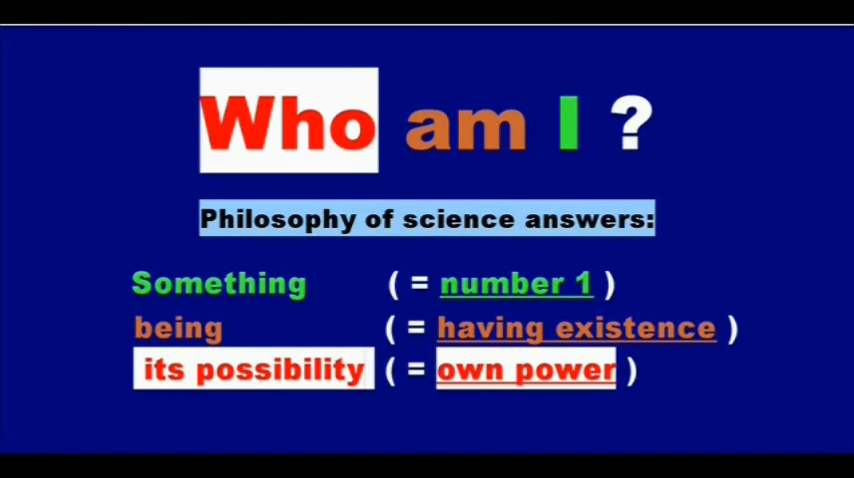 Who am I ?
Philosophy of science answers:
Something ( = number 1 )
being ( = having existence )
its possibility ( = own power )